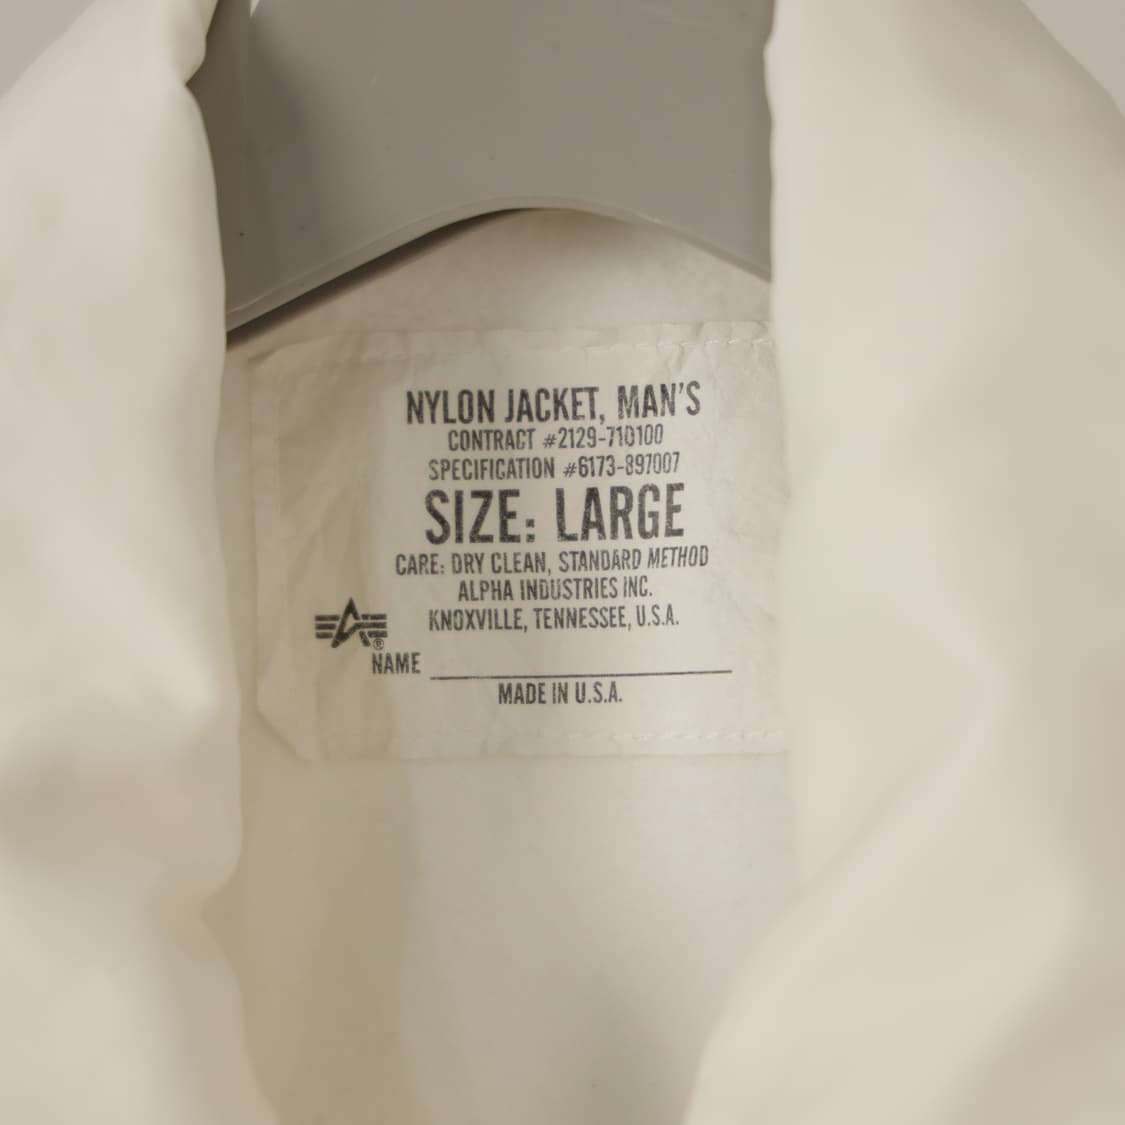 NYLON JACKET, MAN'S
CONTRACT #2129-710100
SPECIFICATION #6173-897007
SIZE: LARGE
CARE: DRY CLEAN, STANDARD METHOD
ALPHA INDUSTRIES INC.
KNOXVILLE, TENNESSEE, U.S.A.
®
NAME
MADE IN U.S.A.